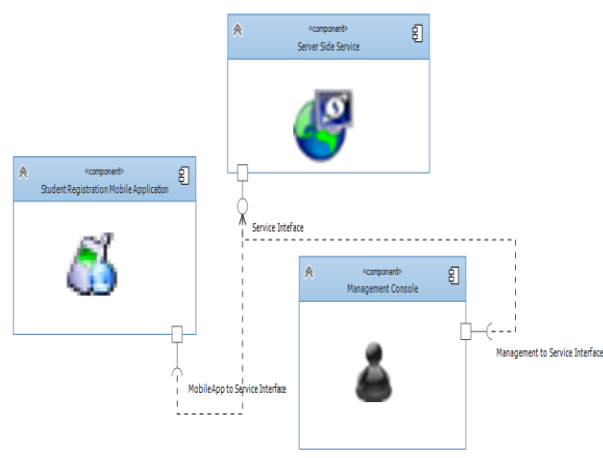 «component»
Server Side Service
«component»
Student Registration Mobile Application
Service Inteface
«component»
Management Console
Management to Service Interface
MobileApp to Service Interface